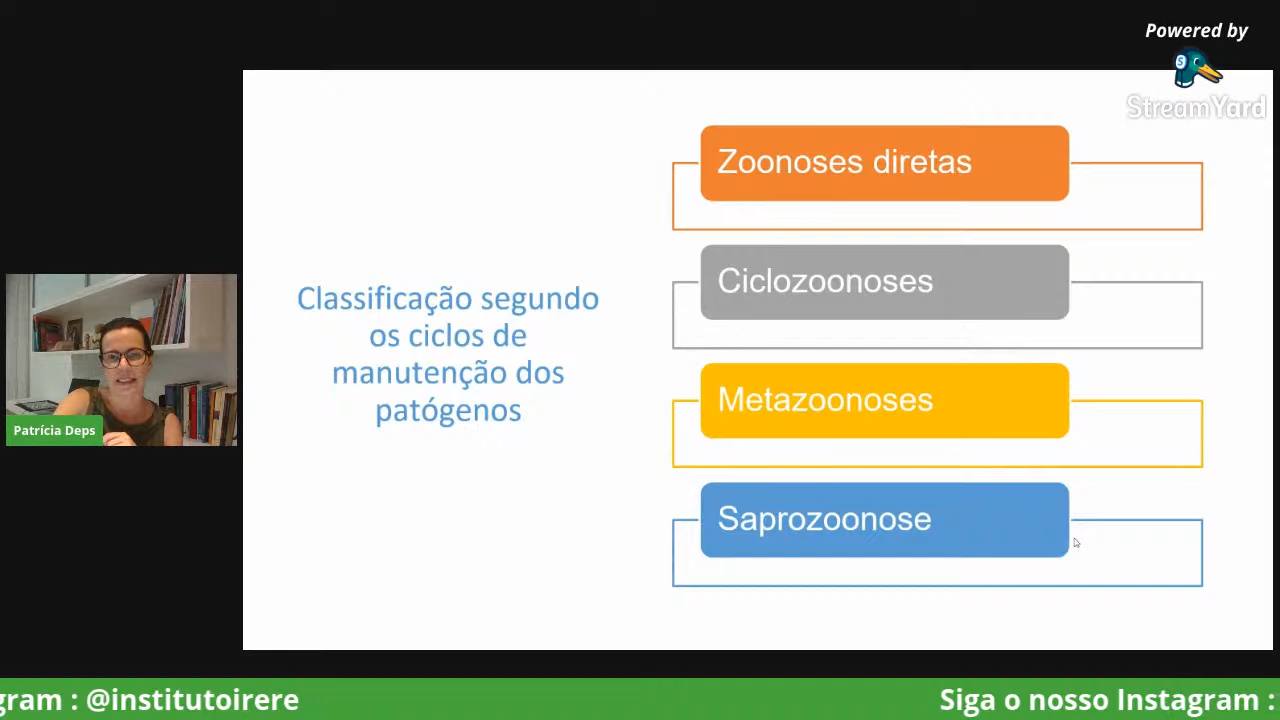 Powered by
StreamYard
Zoonoses diretas
Ciclozoonoses
Classificação segundo
os ciclos de
manutenção dos
patógenos
Metazoonoses
Saprozoonose
Patrícia Deps
gram : @institutoirere
Siga o nosso Instagram :